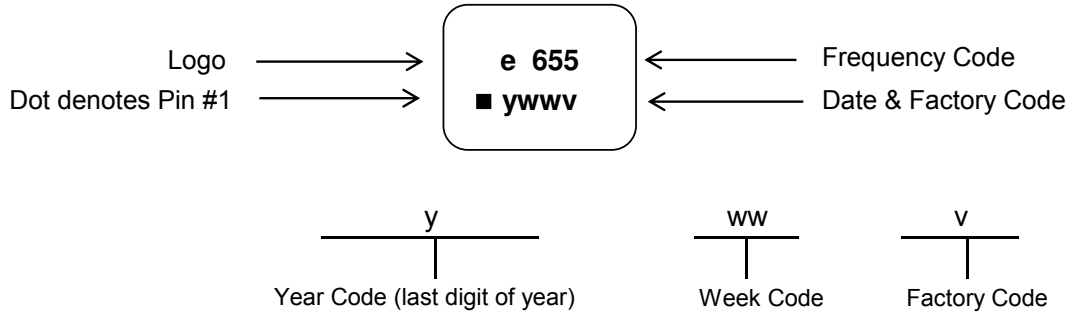 Logo e 655 Frequency Code
Dot denotes Pin #1 ■ ywwv Date & Factory Code
y ww v
Year Code (last digit of year) Week Code Factory Code